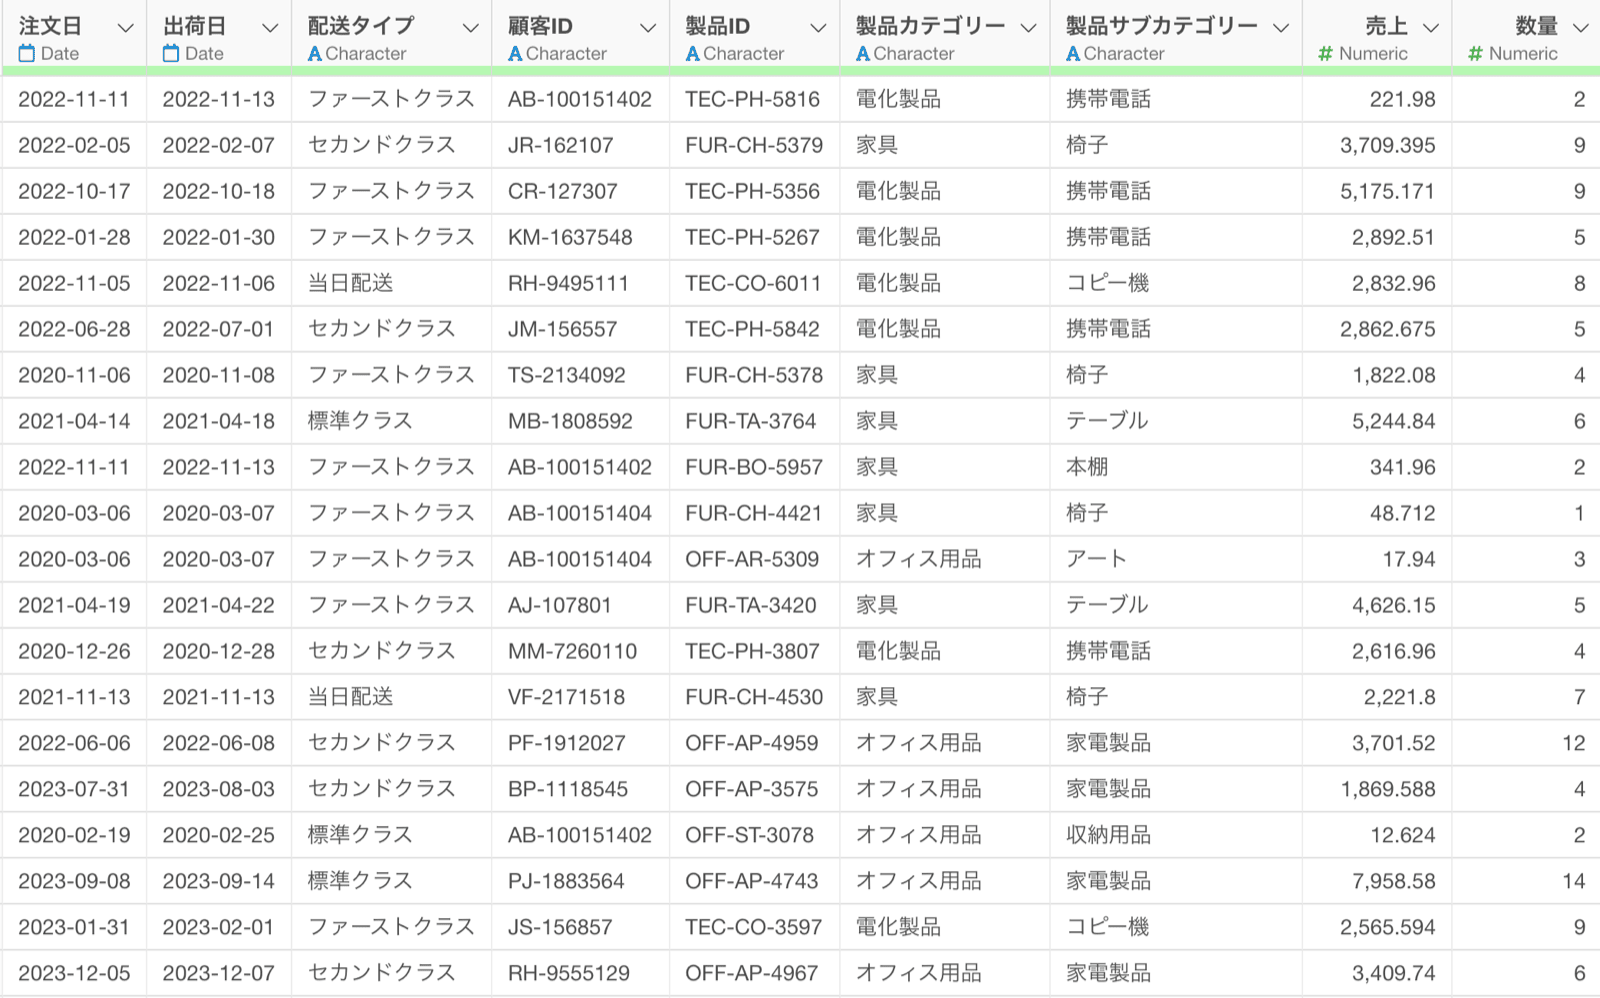 注文日 出荷日 配送タイプ 顧客ID 製品ID 製品カテゴリー 製品サブカテゴリー 売上 数量
Date Date Character Character Character Character Character Numeric Numeric
2022-11-11 2022-11-13 ファーストクラス AB-100151402 TEC-PH-5816 電化製品 携帯電話 221.98 2
2022-02-05 2022-02-07 セカンドクラス JR-162107 FUR-CH-5379 家具 椅子 3,709.395 9
2022-10-17 2022-10-18 ファーストクラス CR-127307 TEC-PH-5356 電化製品 携帯電話 5,175.171 9
2022-01-28 2022-01-30 ファーストクラス KM-1637548 TEC-PH-5267 電化製品 携帯電話 2,892.51 5
2022-11-05 2022-11-06 当日配送 RH-9495111 TEC-CO-6011 電化製品 コピー機 2,832.96 8
2022-06-28 2022-07-01 セカンドクラス JM-156557 TEC-PH-5842 電化製品 携帯電話 2,862.675 5
2020-11-06 2020-11-08 ファーストクラス TS-2134092 FUR-CH-5378 家具 椅子 1,822.08 4
2021-04-14 2021-04-18 標準クラス MB-1808592 FUR-TA-3764 家具 テーブル 5,244.84 6
2022-11-11 2022-11-13 ファーストクラス AB-100151402 FUR-BO-5957 家具 本棚 341.96 2
2020-03-06 2020-03-07 ファーストクラス AB-100151404 FUR-CH-4421 家具 椅子 48.712 1
2020-03-06 2020-03-07 ファーストクラス AB-100151404 OFF-AR-5309 オフィス用品 アート 17.94 3
2021-04-19 2021-04-22 ファーストクラス AJ-107801 FUR-TA-3420 家具 テーブル 4,626.15 5
2020-12-26 2020-12-28 セカンドクラス MM-7260110 TEC-PH-3807 電化製品 携帯電話 2,616.96 4
2021-11-13 2021-11-13 当日配送 VF-2171518 FUR-CH-4530 家具 椅子 2,221.8 7
2022-06-06 2022-06-08 セカンドクラス PF-1912027 OFF-AP-4959 オフィス用品 家電製品 3,701.52 12
2023-07-31 2023-08-03 セカンドクラス BP-1118545 OFF-AP-3575 オフィス用品 家電製品 1,869.588 4
2020-02-19 2020-02-25 標準クラス AB-100151402 OFF-ST-3078 オフィス用品 収納用品 12.624 2
2023-09-08 2023-09-14 標準クラス PJ-1883564 OFF-AP-4743 オフィス用品 家電製品 7,958.58 14
2023-01-31 2023-02-01 ファーストクラス JS-156857 TEC-CO-3597 電化製品 コピー機 2,565.594 9
2023-12-05 2023-12-07 セカンドクラス RH-9555129 OFF-AP-4967 オフィス用品 家電製品 3,409.74 6